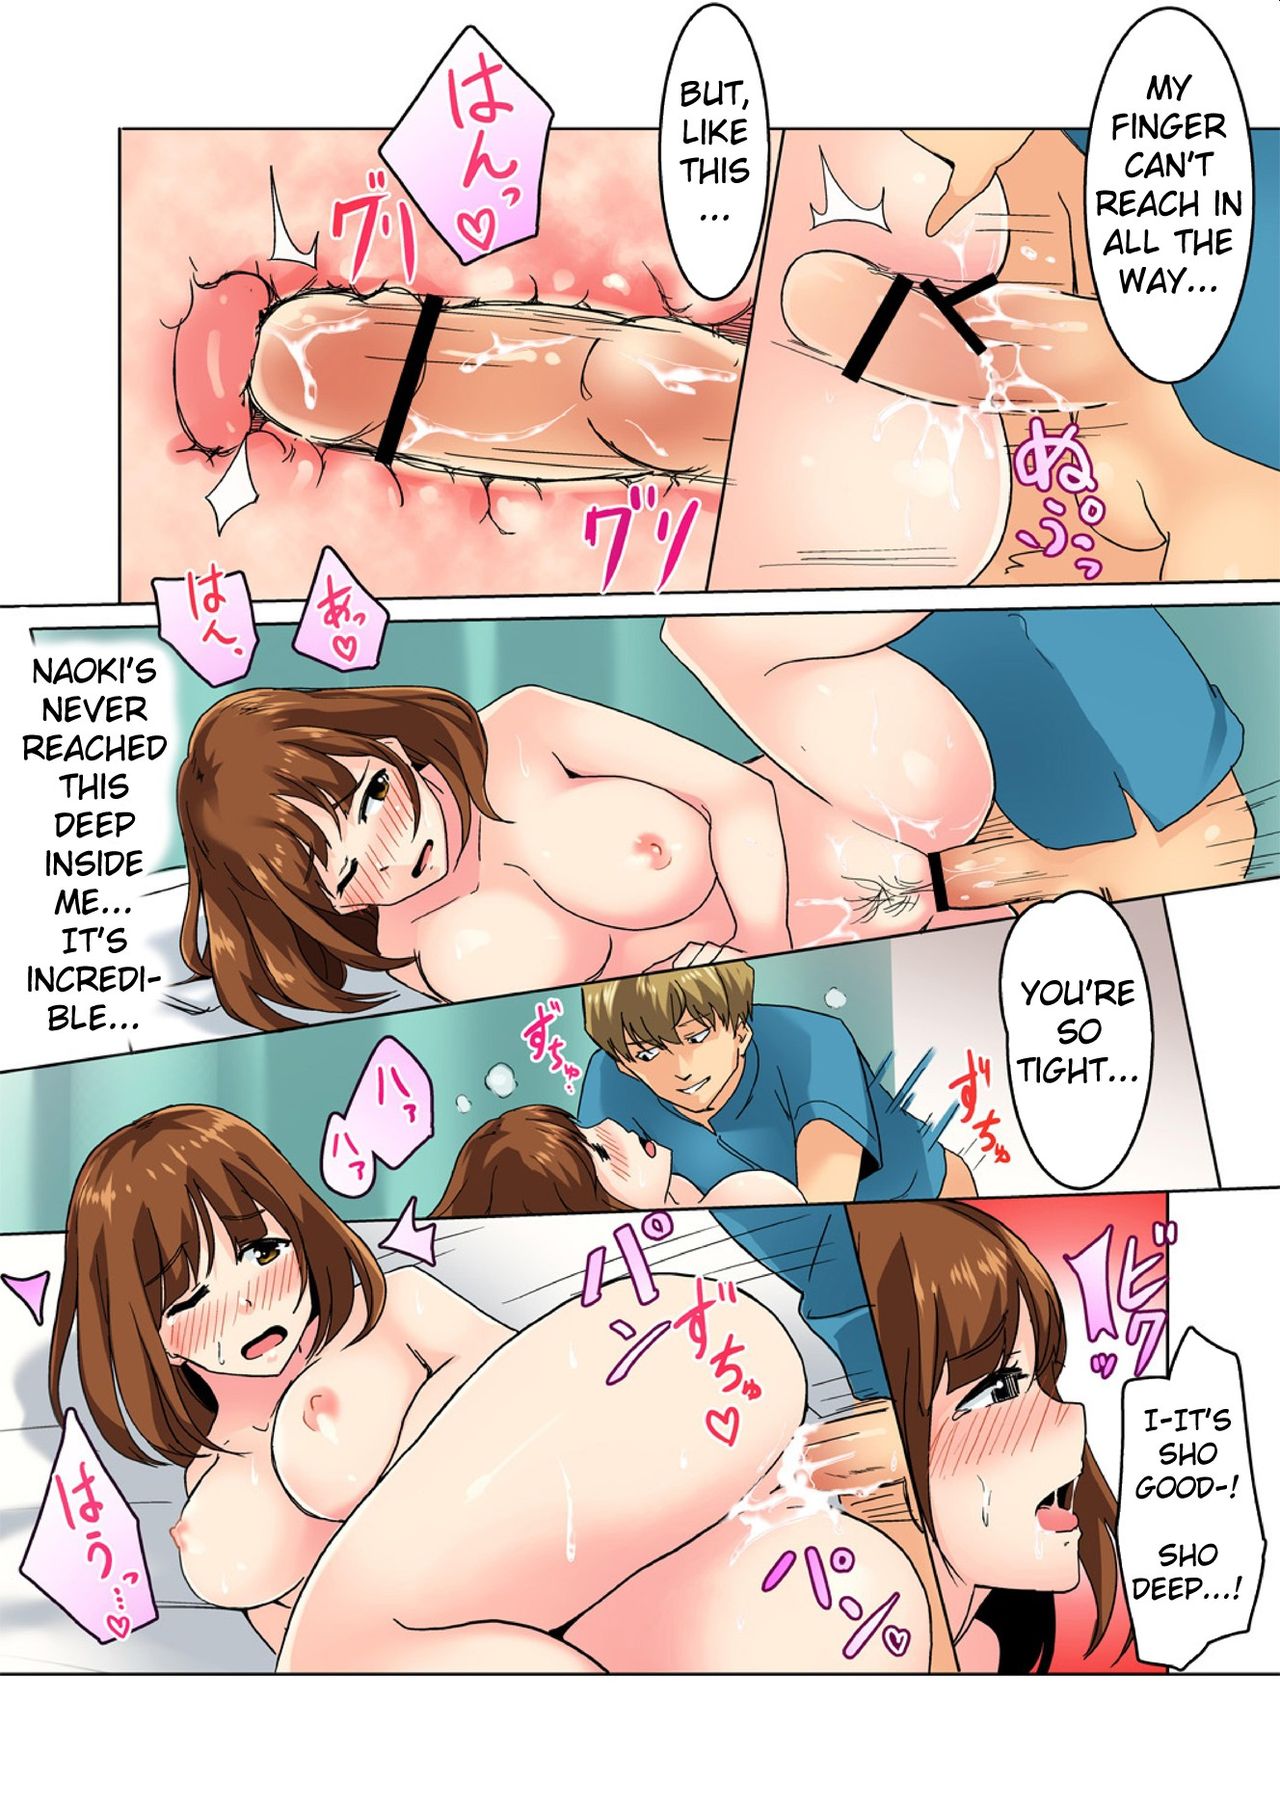 MY
FINGER
CAN'T
REACH IN
ALL THE
WAY...
BUT,
LIKE
THIS
...
はんっ♡
グリ
ぬぷぷっ
グリ
あっ♡
はん、
NAOKI'S
NEVER
REACHED
THIS
DEEP
INSIDE
ME...
IT'S
INCREDI-
BLE...
YOU'RE
SO
TIGHT...
ずちゅ
ずちゅ
ハァ
ハァ
ビクッ
I-IT'S
SHO
GOOD-!
SHO
DEEP...!
パン
ずちゅ♡
パン♡
はうっ…♡